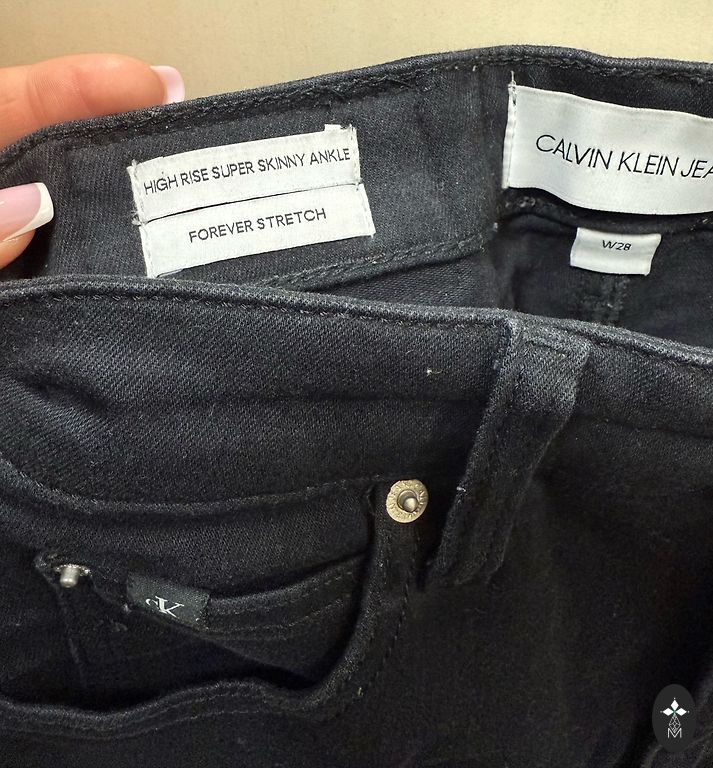 HIGH RISE SUPER SKINNY ANKLE
FOREVER STRETCH
CALVIN KLEIN JEA
W28
cK
M